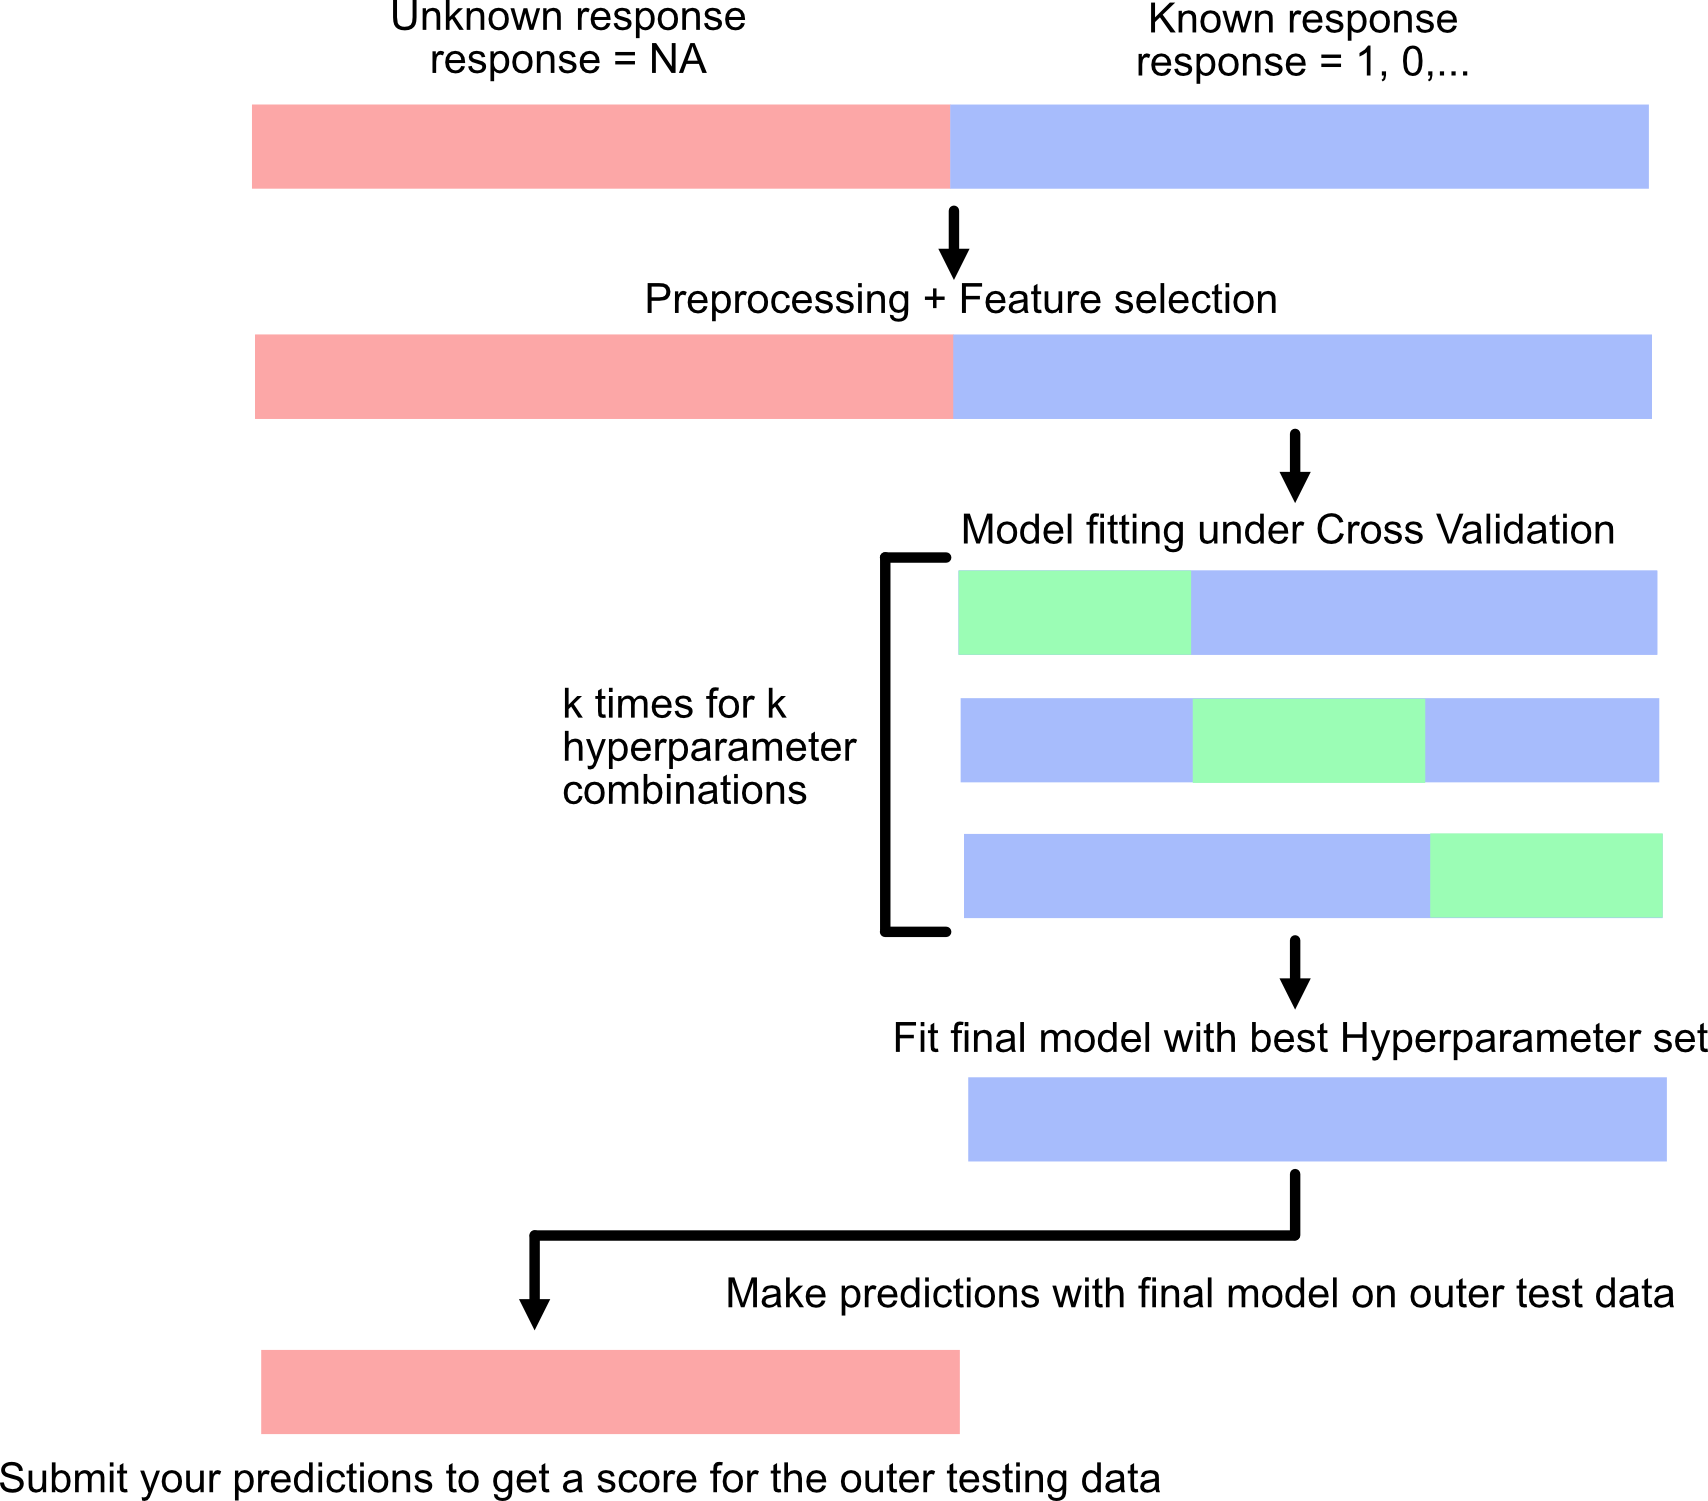 Unknown response
response = NA
Known response
response = 1, 0,...
Preprocessing + Feature selection
Model fitting under Cross Validation
k times for k
hyperparameter
combinations
Fit final model with best Hyperparameter set
Make predictions with final model on outer test data
Submit your predictions to get a score for the outer testing data